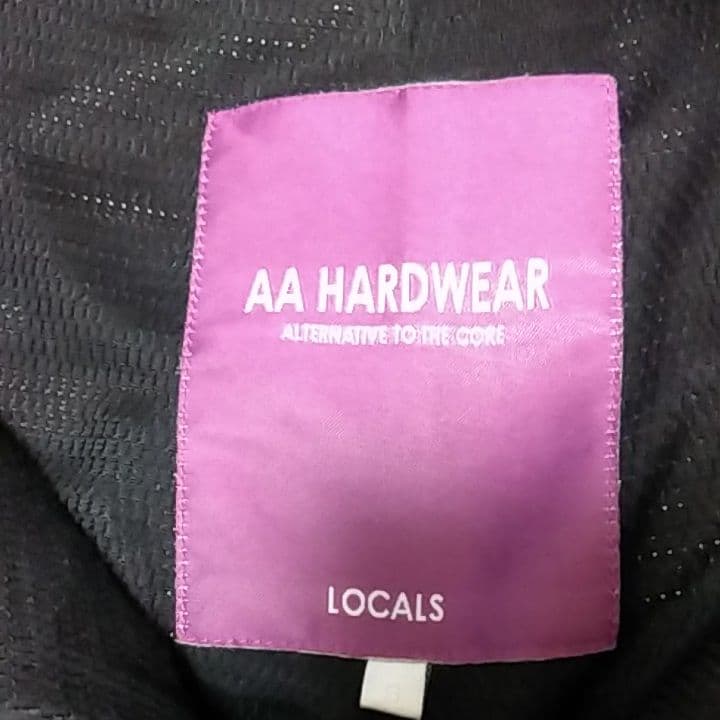 AA HARDWEAR
ALTERNATIVE TO THE CORE
LOCALS